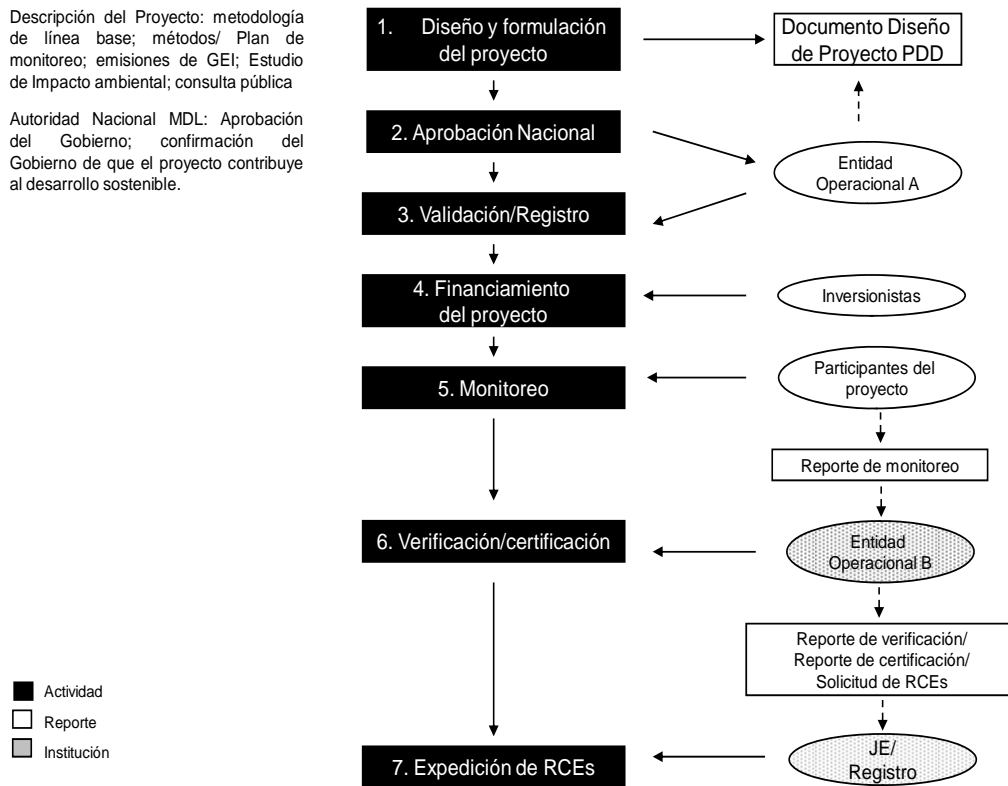 Descripción del Proyecto: metodología
de línea base; métodos/ Plan de
monitoreo; emisiones de GEI; Estudio
de Impacto ambiental; consulta pública
Autoridad Nacional MDL: Aprobación
del Gobierno; confirmación del
Gobierno de que el proyecto contribuye
al desarrollo sostenible.
1. Diseño y formulación
del proyecto
Documento Diseño
de Proyecto PDD
2. Aprobación Nacional
Entidad
Operacional A
3. Validación/Registro
4. Financiamiento
del proyecto
Inversionistas
5. Monitoreo
Participantes del
proyecto
Reporte de monitoreo
6. Verificación/certificación
Entidad
Operacional B
Reporte de verificación/
Reporte de certificación/
Solicitud de RCEs
Actividad
Reporte
Institución
7. Expedición de RCEs
JE/
Registro